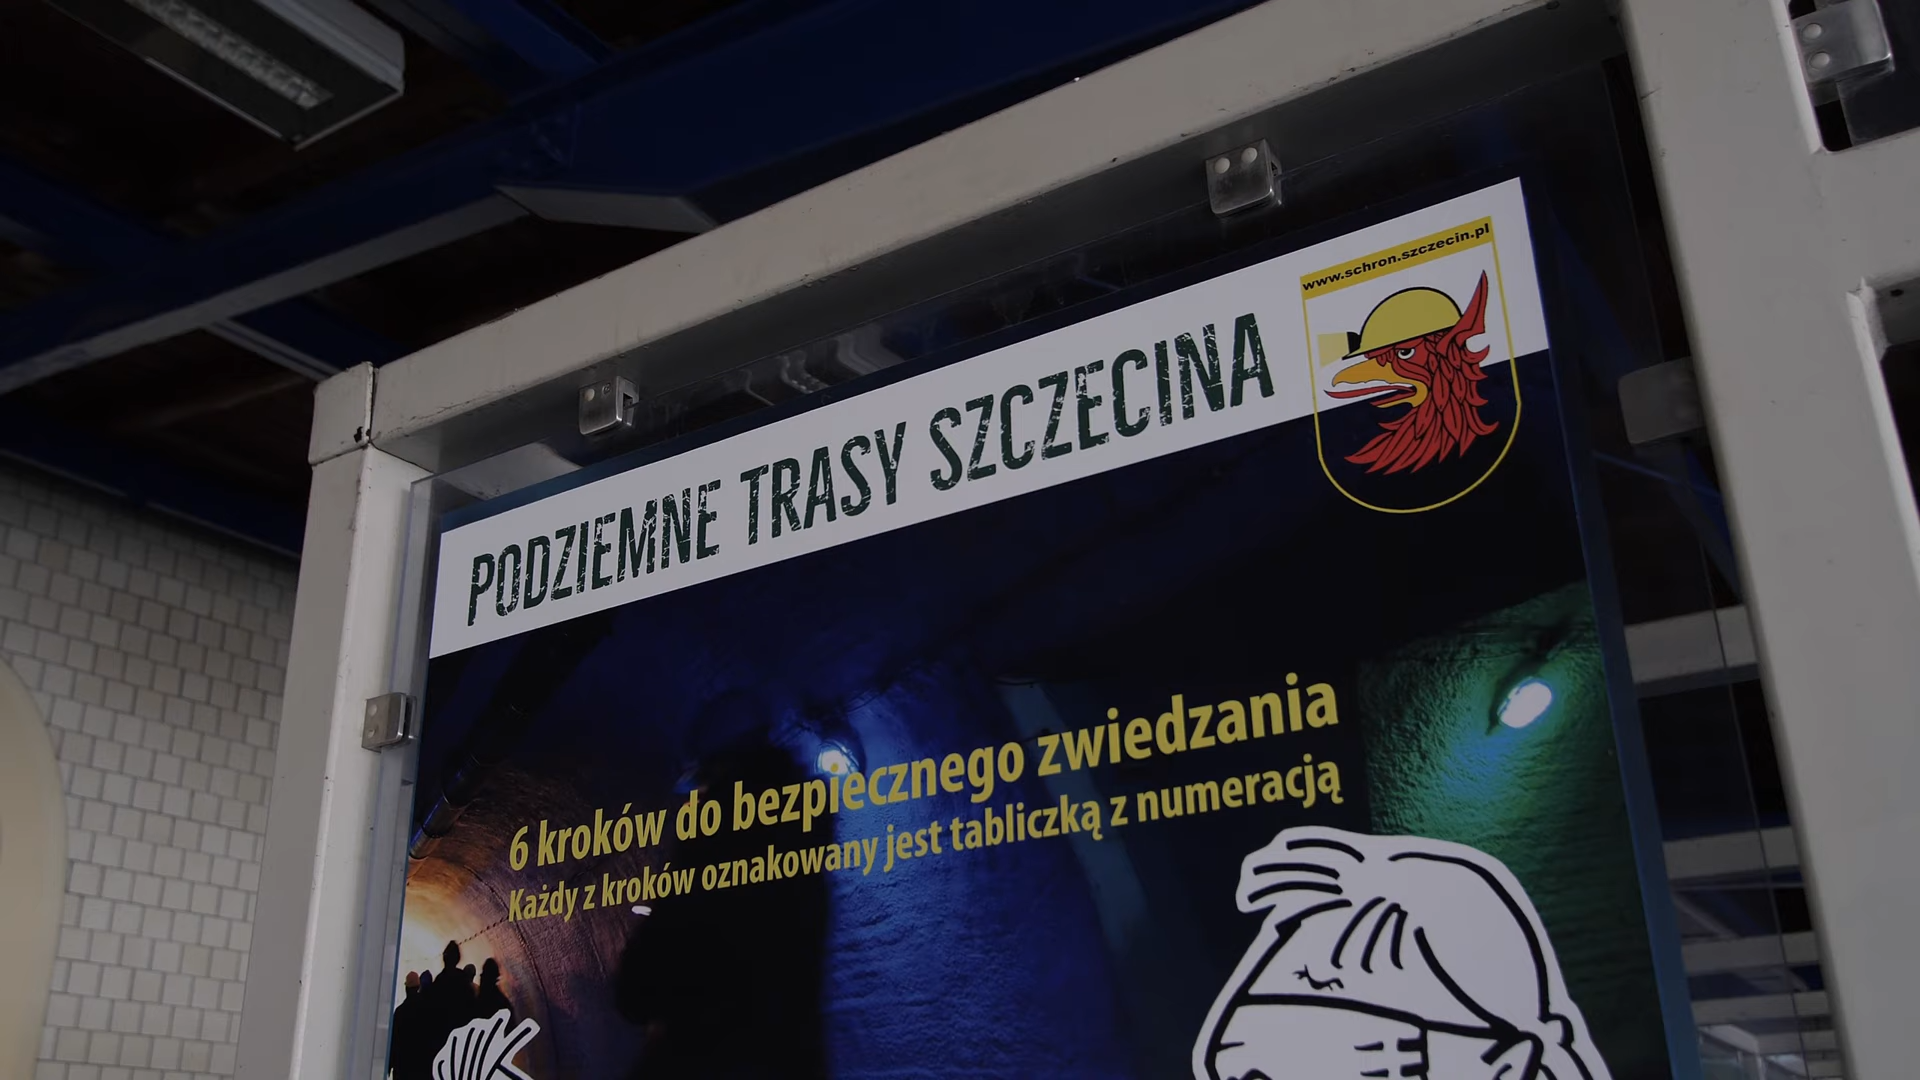 www.schron.szczecin.pl
PODZIEMNE TRASY SZCZECINA
6 kroków do bezpiecznego zwiedzania
Każdy z kroków oznakowany jest tabliczką z numeracją